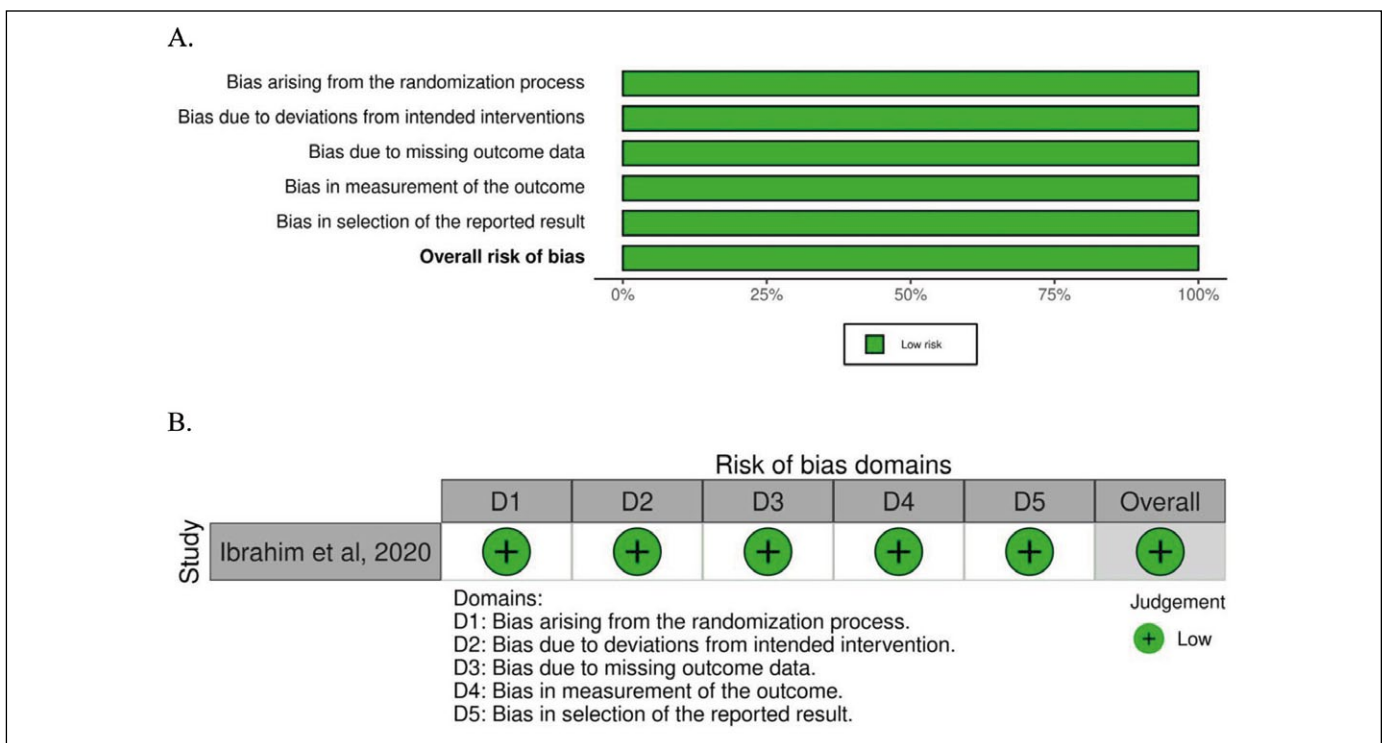 A.
Bias arising from the randomization process
Bias due to deviations from intended interventions
Bias due to missing outcome data
Bias in measurement of the outcome
Bias in selection of the reported result
Overall risk of bias
0% 25% 50% 75% 100%
Low risk
B.
Risk of bias domains
D1 D2 D3 D4 D5 Overall
Study
Ibrahim et al, 2020 + + + + + +
Domains:
D1: Bias arising from the randomization process.
D2: Bias due to deviations from intended intervention.
D3: Bias due to missing outcome data.
D4: Bias in measurement of the outcome.
D5: Bias in selection of the reported result.
Judgement
+ Low